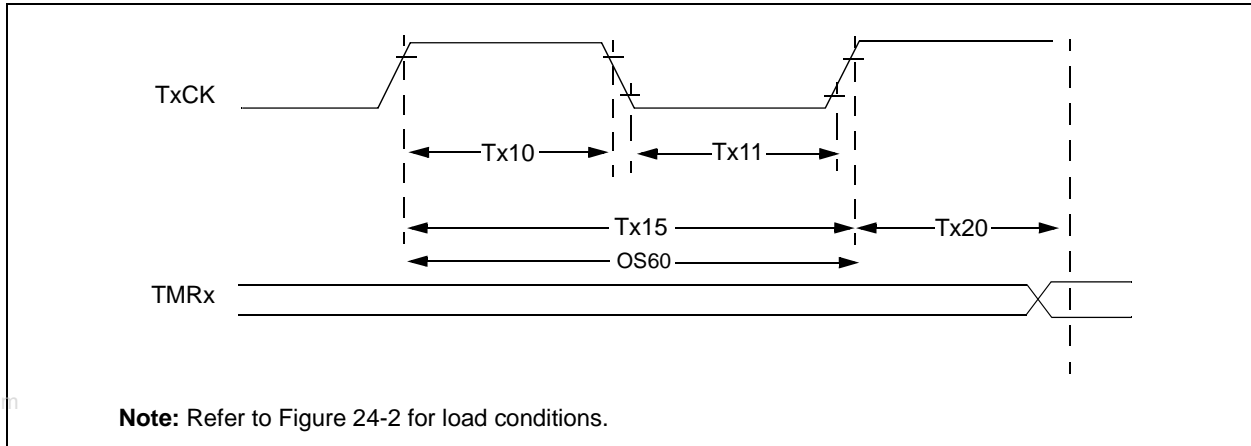 TxCK
Tx10
Tx11
Tx15
Tx20
OS60
TMRx
m
Note: Refer to Figure 24-2 for load conditions.